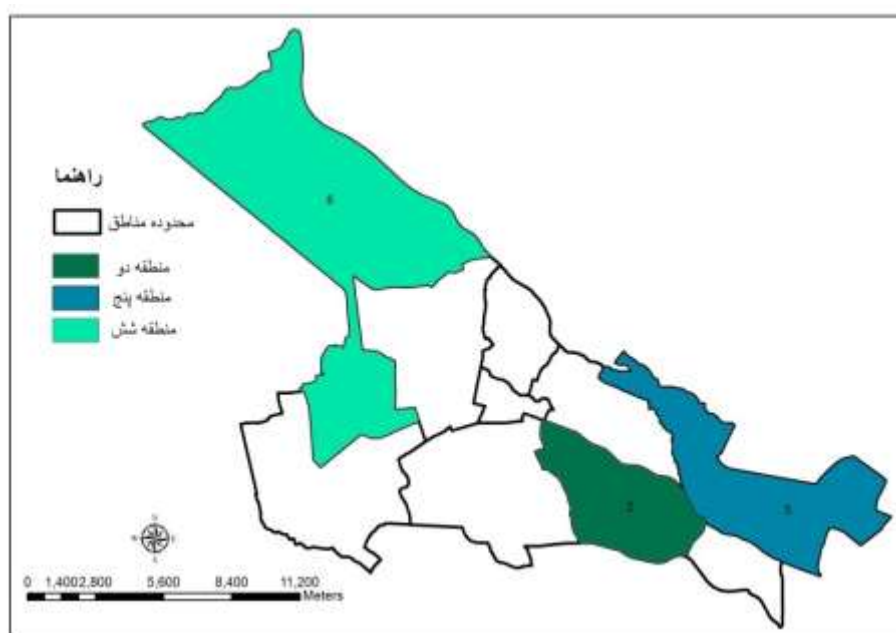 راهنما
محدوده مناطق
منطقه دو
منطقه پنج
منطقه شش
6
2
5
N
W E
S
0 1,400 2,800 5,600 8,400 11,200
Meters